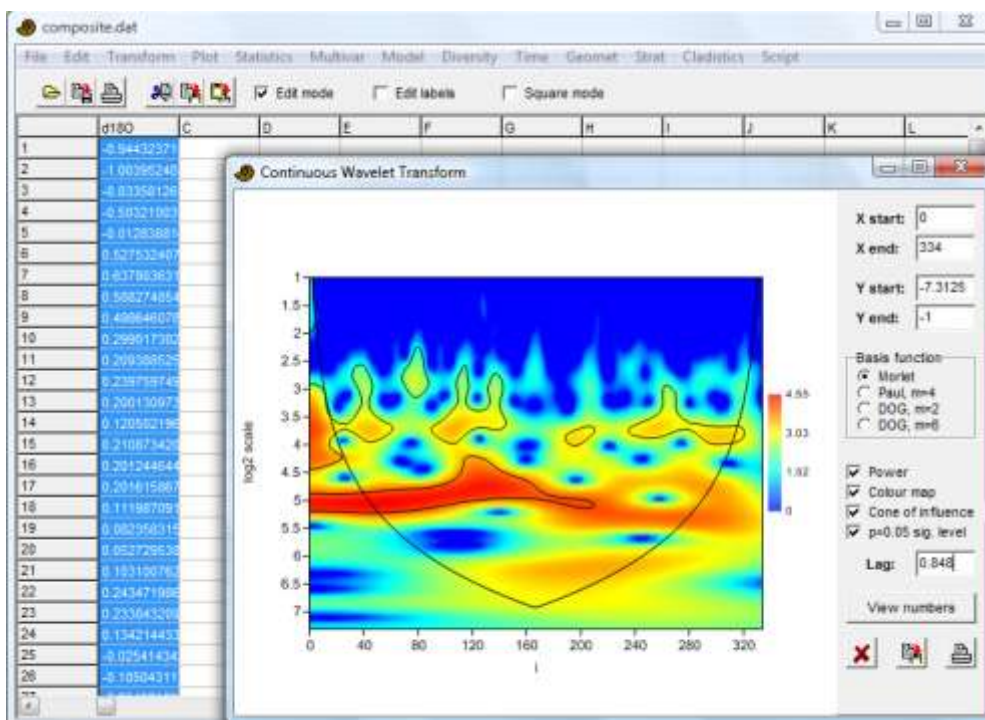 composite.dat
File Edit Transform Plot Statistics Multivar Model Diversity Time Geomet Strat Cladistics Script
Edit mode Edit labels Square mode
d18O C D E F G H I J K L
1 -0.94432371
2 -1.00395248
3 -0.83358126
4 -0.50321003
5 -0.01283881
6 0.527532407
7 0.637903631
8 0.568274854
9 0.498646078
10 0.299017302
11 0.209388525
12 0.239759749
13 0.200130973
14 0.120502196
15 0.210873420
16 0.201244644
17 0.201615867
18 0.111987091
19 0.082358315
20 0.052729538
21 0.103100762
22 0.243471986
23 0.233843209
24 0.134214433
25 -0.02541434
26 -0.10504311
Continuous Wavelet Transform
X start: 0
X end: 334
Y start: -7.3125
Y end: -1
Basis function
Morlet
Paul, m=4
DOG, m=2
DOG, m=6
Power
Colour map
Cone of influence
p=0.05 sig. level
Lag: 0.848
View numbers
log2 scale
1
1.5
2
2.5
3
3.5
4
4.5
5
5.5
6
6.5
7
0 40 80 120 160 200 240 280 320
i
4.55
3.03
1.52
0